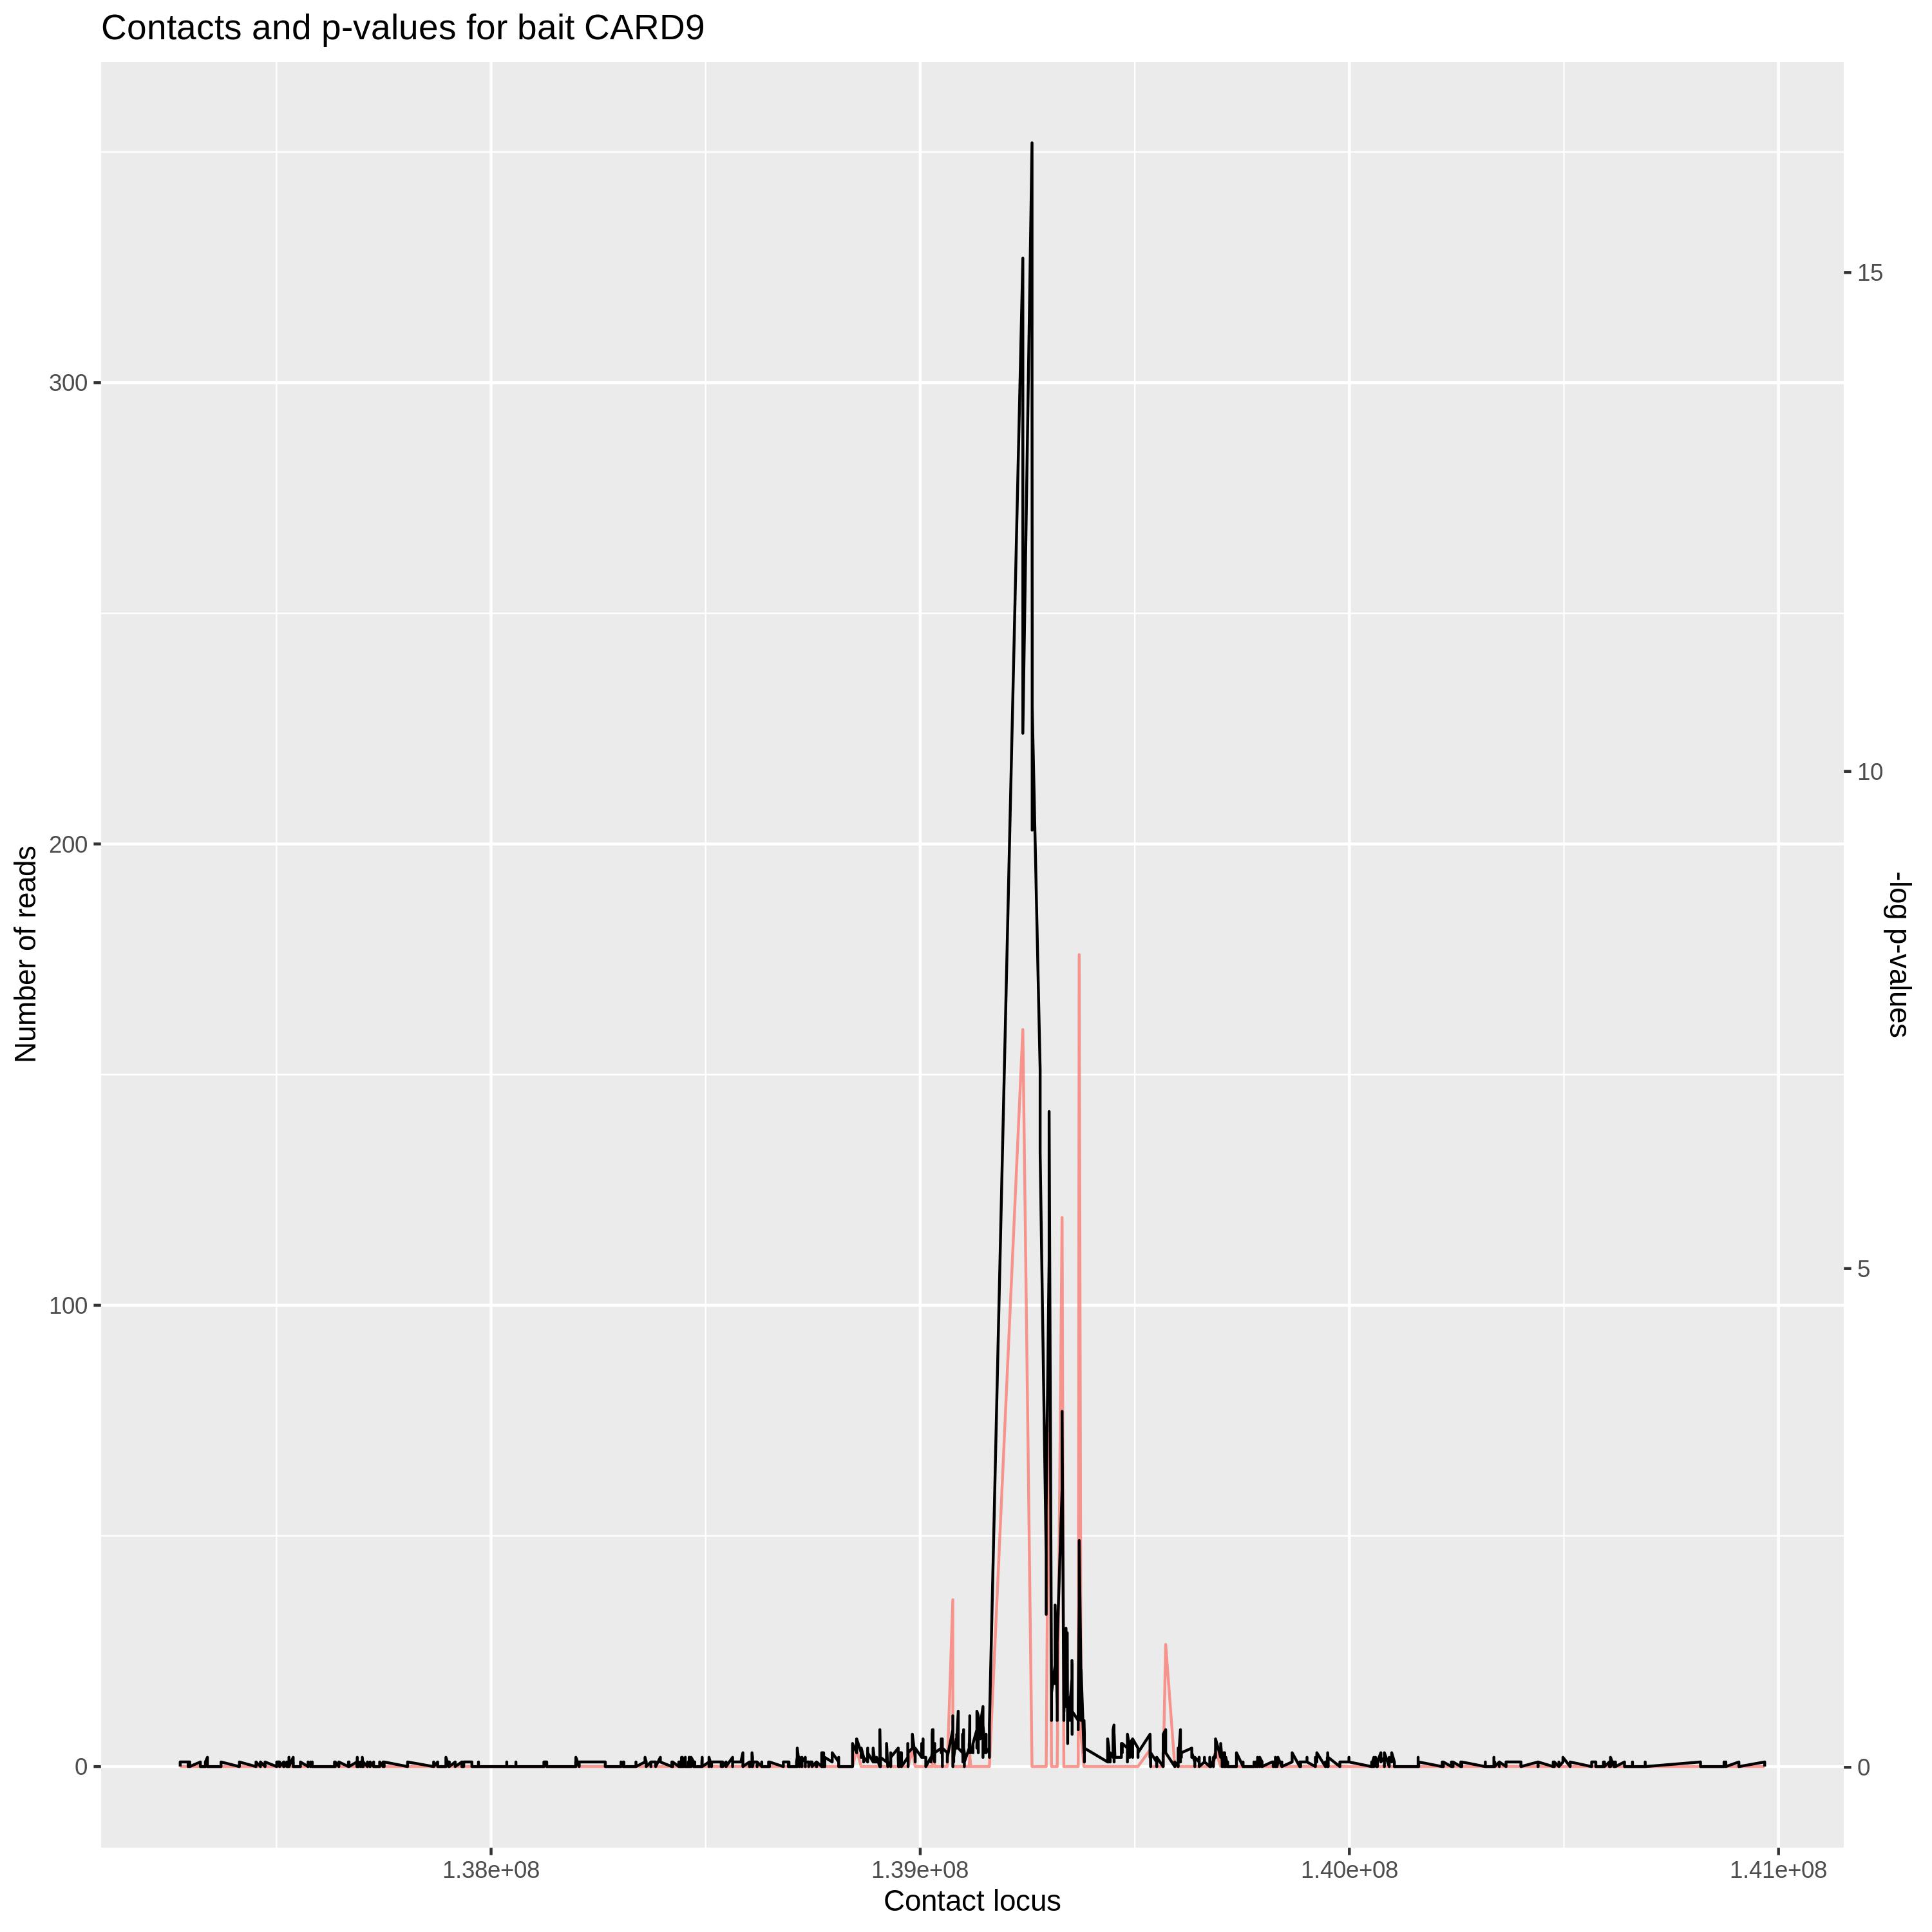 Contacts and p-values for bait CARD9
300
200
100
0
Number of reads
15
10
5
0
-log p-values
1.38e+08
1.39e+08
1.40e+08
1.41e+08
Contact locus